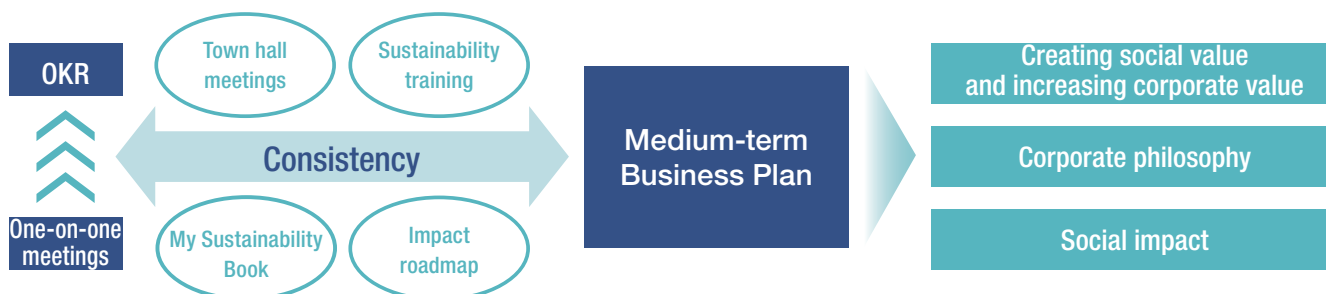 OKR
One-on-one
meetings
Town hall
meetings
Sustainability
training
Consistency
My Sustainability
Book
Impact
roadmap
Medium-term
Business Plan
Creating social value
and increasing corporate value
Corporate philosophy
Social impact